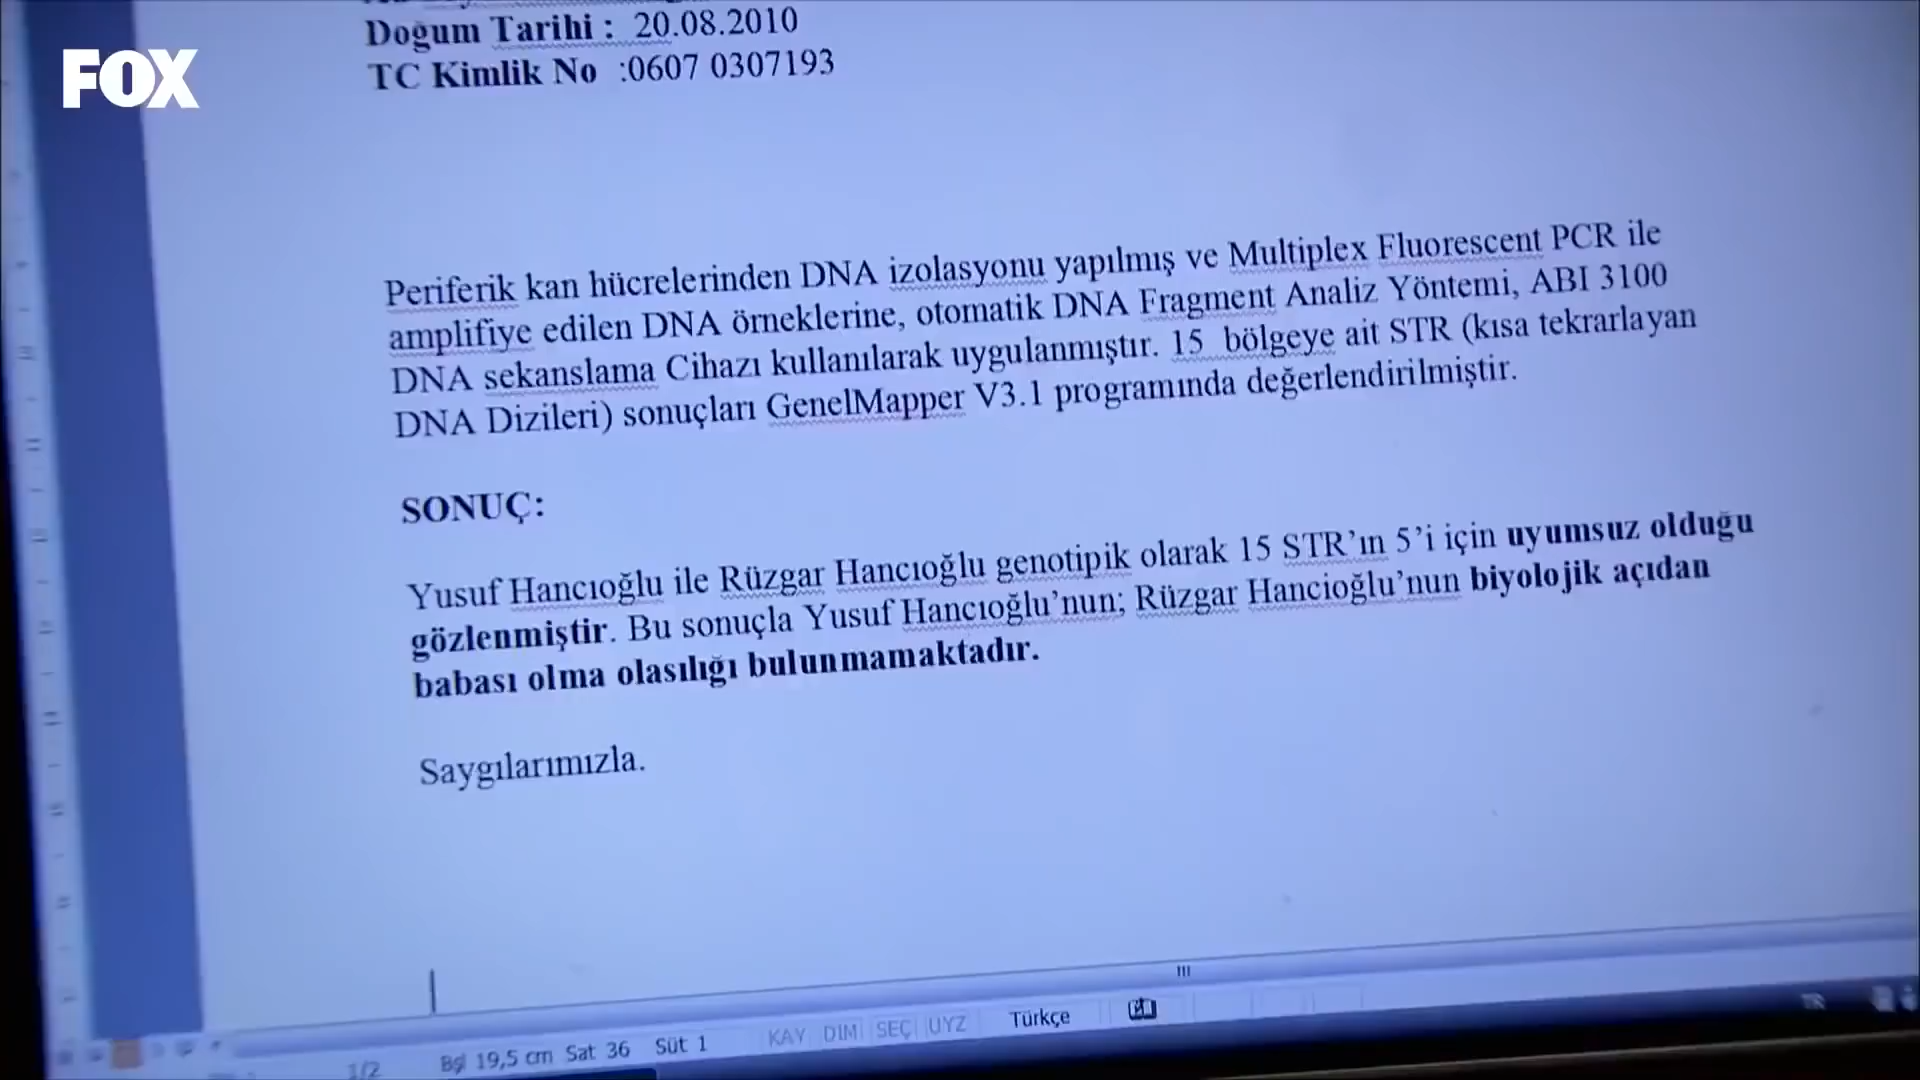 FOX
Doğum Tarihi : 20.08.2010
TC Kimlik No :0607 0307193
Periferik kan hücrelerinden DNA izolasyonu yapılmış ve Multiplex Fluorescent PCR ile
amplifiye edilen DNA örneklerine, otomatik DNA Fragment Analiz Yöntemi, ABI 3100
DNA sekanslama Cihazı kullanılarak uygulanmıştır. 15 bölgeye ait STR (kısa tekrarlayan
DNA Dizileri) sonuçları GenelMapper V3.1 programında değerlendirilmiştir.
SONUÇ:
Yusuf Hancıoğlu ile Rüzgar Hancıoğlu genotipik olarak 15 STR’ın 5’i için uyumsuz olduğu
gözlenmiştir. Bu sonuçla Yusuf Hancıoğlu’nun; Rüzgar Hancioğlu’nun biyolojik açıdan
babası olma olasılığı bulunmamaktadır.
Saygılarımızla.
1/2 Bşl 19,5 cm Sat 36 Süt 1 KAY DIM SEÇ UYZ Türkçe
TR